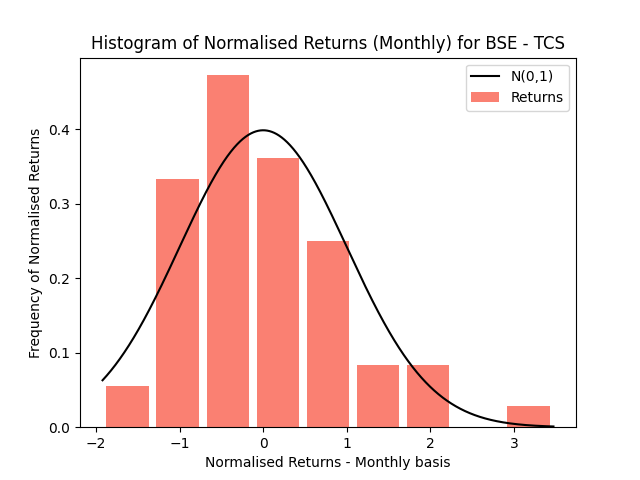 Histogram of Normalised Returns (Monthly) for BSE - TCS
N(0,1)
Returns
Frequency of Normalised Returns
0.4
0.3
0.2
0.1
0.0
−2
−1
0
1
2
3
Normalised Returns - Monthly basis